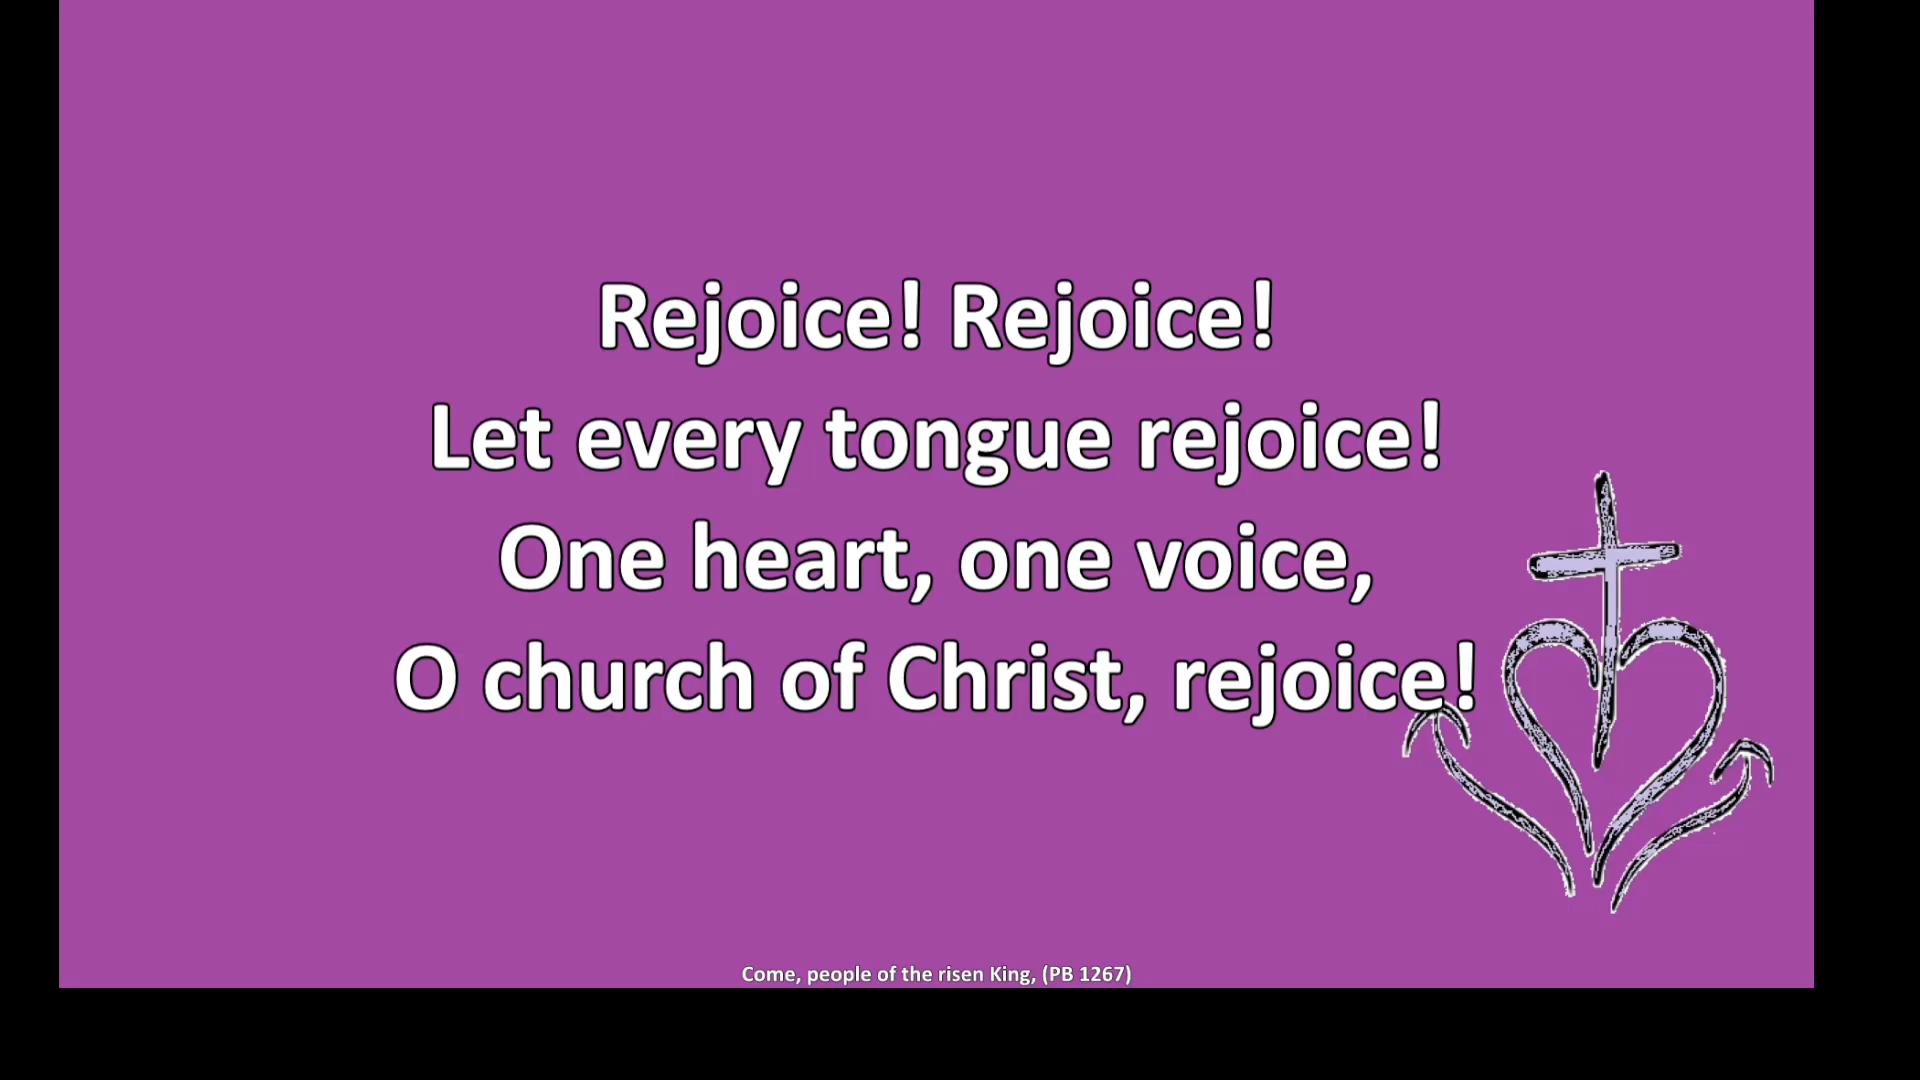 Rejoice! Rejoice!
Let every tongue rejoice!
One heart, one voice,
O church of Christ, rejoice!
Come, people of the risen King, (PB 1267)